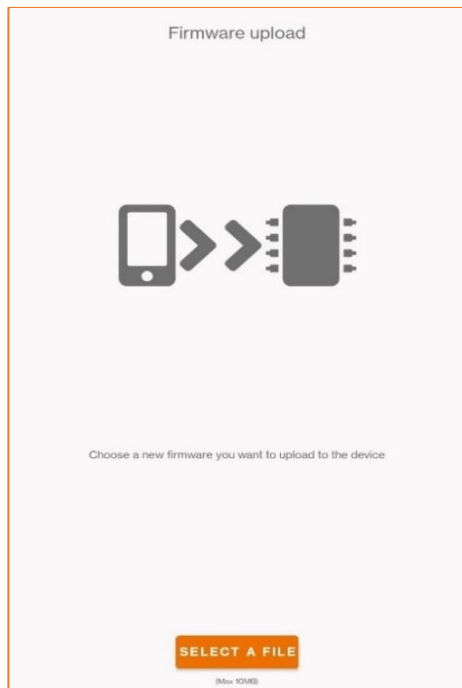 Firmware upload
Choose a new firmware you want to upload to the device
SELECT A FILE
(Max 10MB)